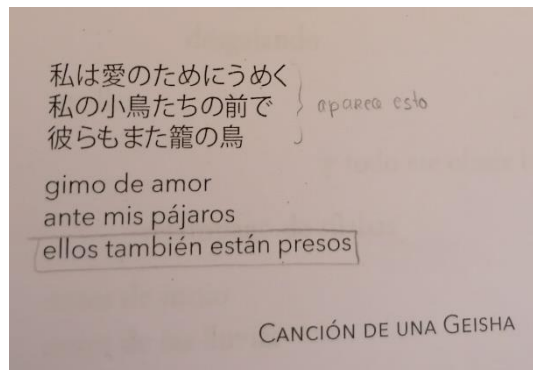 私は愛のためにうめく
私の小鳥たちの前で
彼らもまた籠の鳥
aparea esto
gimo de amor
ante mis pájaros
ellos también están presos
CANCIÓN DE UNA GEISHA